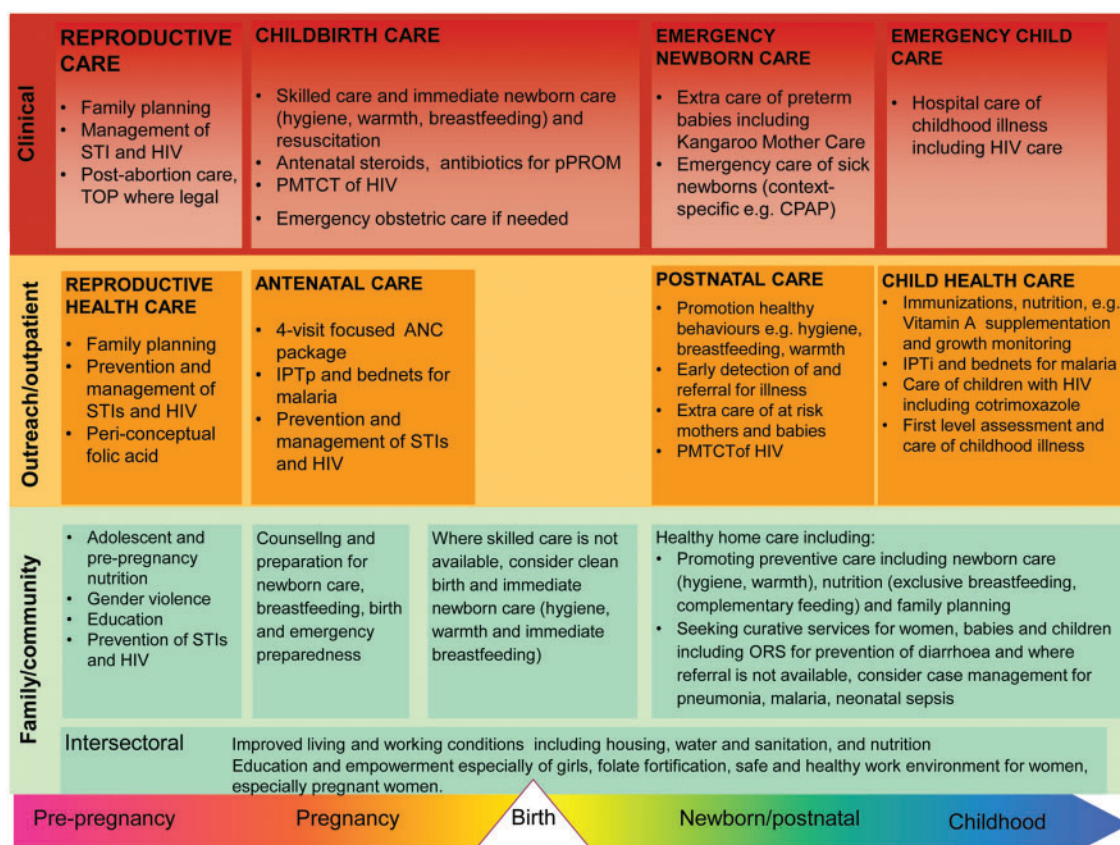 Clinical
REPRODUCTIVE
CARE
• Family planning
• Management of
STI and HIV
• Post-abortion care,
TOP where legal
CHILDBIRTH CARE
• Skilled care and immediate newborn care
(hygiene, warmth, breastfeeding) and
resuscitation
• Antenatal steroids, antibiotics for pPROM
• PMTCT of HIV
• Emergency obstetric care if needed
EMERGENCY
NEWBORN CARE
• Extra care of preterm
babies including
Kangaroo Mother Care
• Emergency care of sick
newborns (context-
specific e.g. CPAP)
EMERGENCY CHILD
CARE
• Hospital care of
childhood illness
including HIV care
Outreach/outpatient
REPRODUCTIVE
HEALTH CARE
• Family planning
• Prevention and
management of
STIs and HIV
• Peri-conceptual
folic acid
ANTENATAL CARE
• 4-visit focused ANC
package
• IPTp and bednets for
malaria
• Prevention and
management of STIs
and HIV
POSTNATAL CARE
• Promotion healthy
behaviours e.g. hygiene,
breastfeeding, warmth
• Early detection of and
referral for illness
• Extra care of at risk
mothers and babies
• PMTCTof HIV
CHILD HEALTH CARE
• Immunizations, nutrition, e.g.
Vitamin A supplementation
and growth monitoring
• IPTi and bednets for malaria
• Care of children with HIV
including cotrimoxazole
• First level assessment and
care of childhood illness
Family/community
• Adolescent and
pre-pregnancy
nutrition
• Gender violence
• Education
• Prevention of STIs
and HIV
Counsellng and
preparation for
newborn care,
breastfeeding, birth
and emergency
preparedness
Where skilled care is not
available, consider clean
birth and immediate
newborn care (hygiene,
warmth and immediate
breastfeeding)
Healthy home care including:
• Promoting preventive care including newborn care
(hygiene, warmth), nutrition (exclusive breastfeeding,
complementary feeding) and family planning
• Seeking curative services for women, babies and children
including ORS for prevention of diarrhoea and where
referral is not available, consider case management for
pneumonia, malaria, neonatal sepsis
Intersectoral
Improved living and working conditions including housing, water and sanitation, and nutrition
Education and empowerment especially of girls, folate fortification, safe and healthy work environment for women,
especially pregnant women.
Pre-pregnancy
Pregnancy
Birth
Newborn/postnatal
Childhood